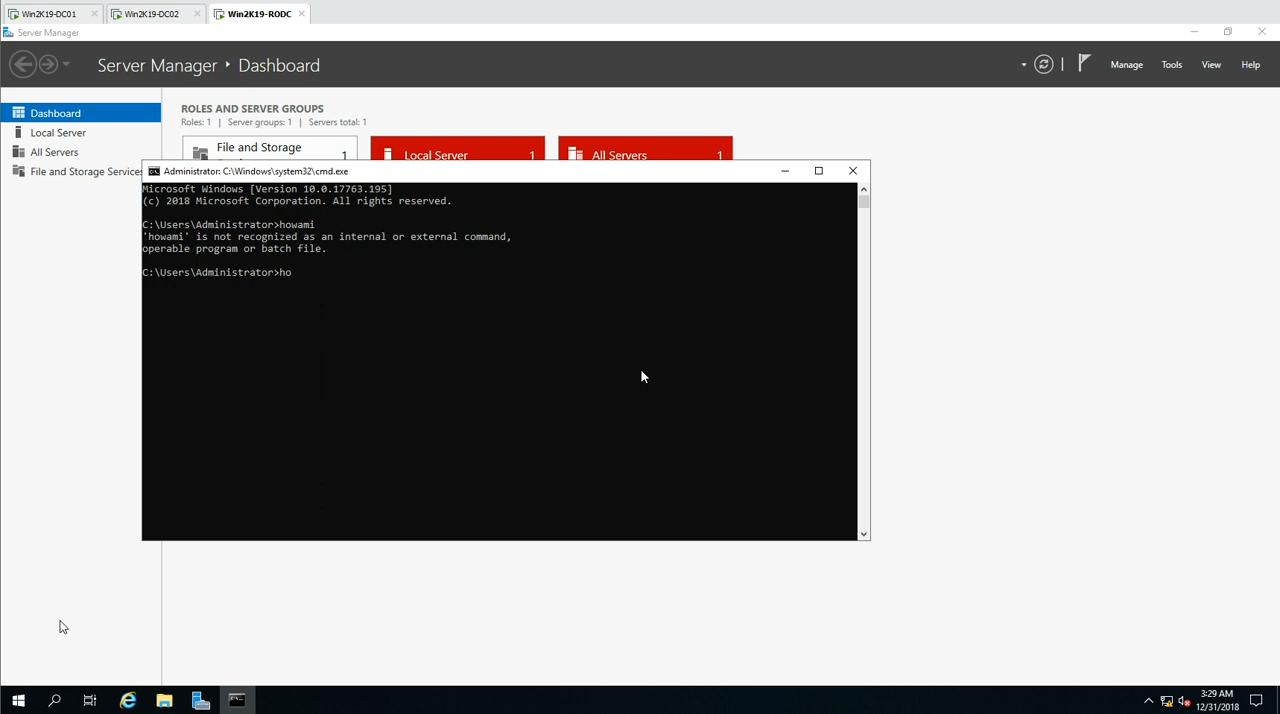 Win2K19-DC01
Win2K19-DC02
Win2K19-RODC
Server Manager
Server Manager ‣ Dashboard
Manage Tools View Help
Dashboard
Local Server
All Servers
File and Storage Services
ROLES AND SERVER GROUPS
Roles: 1 | Server groups: 1 | Servers total: 1
File and Storage 1
Local Server 1
All Servers 1
Administrator: C:\Windows\system32\cmd.exe
Microsoft Windows [Version 10.0.17763.195]
(c) 2018 Microsoft Corporation. All rights reserved.
C:\Users\Administrator>howami
'howami' is not recognized as an internal or external command,
operable program or batch file.
C:\Users\Administrator>ho
3:29 AM
12/31/2018